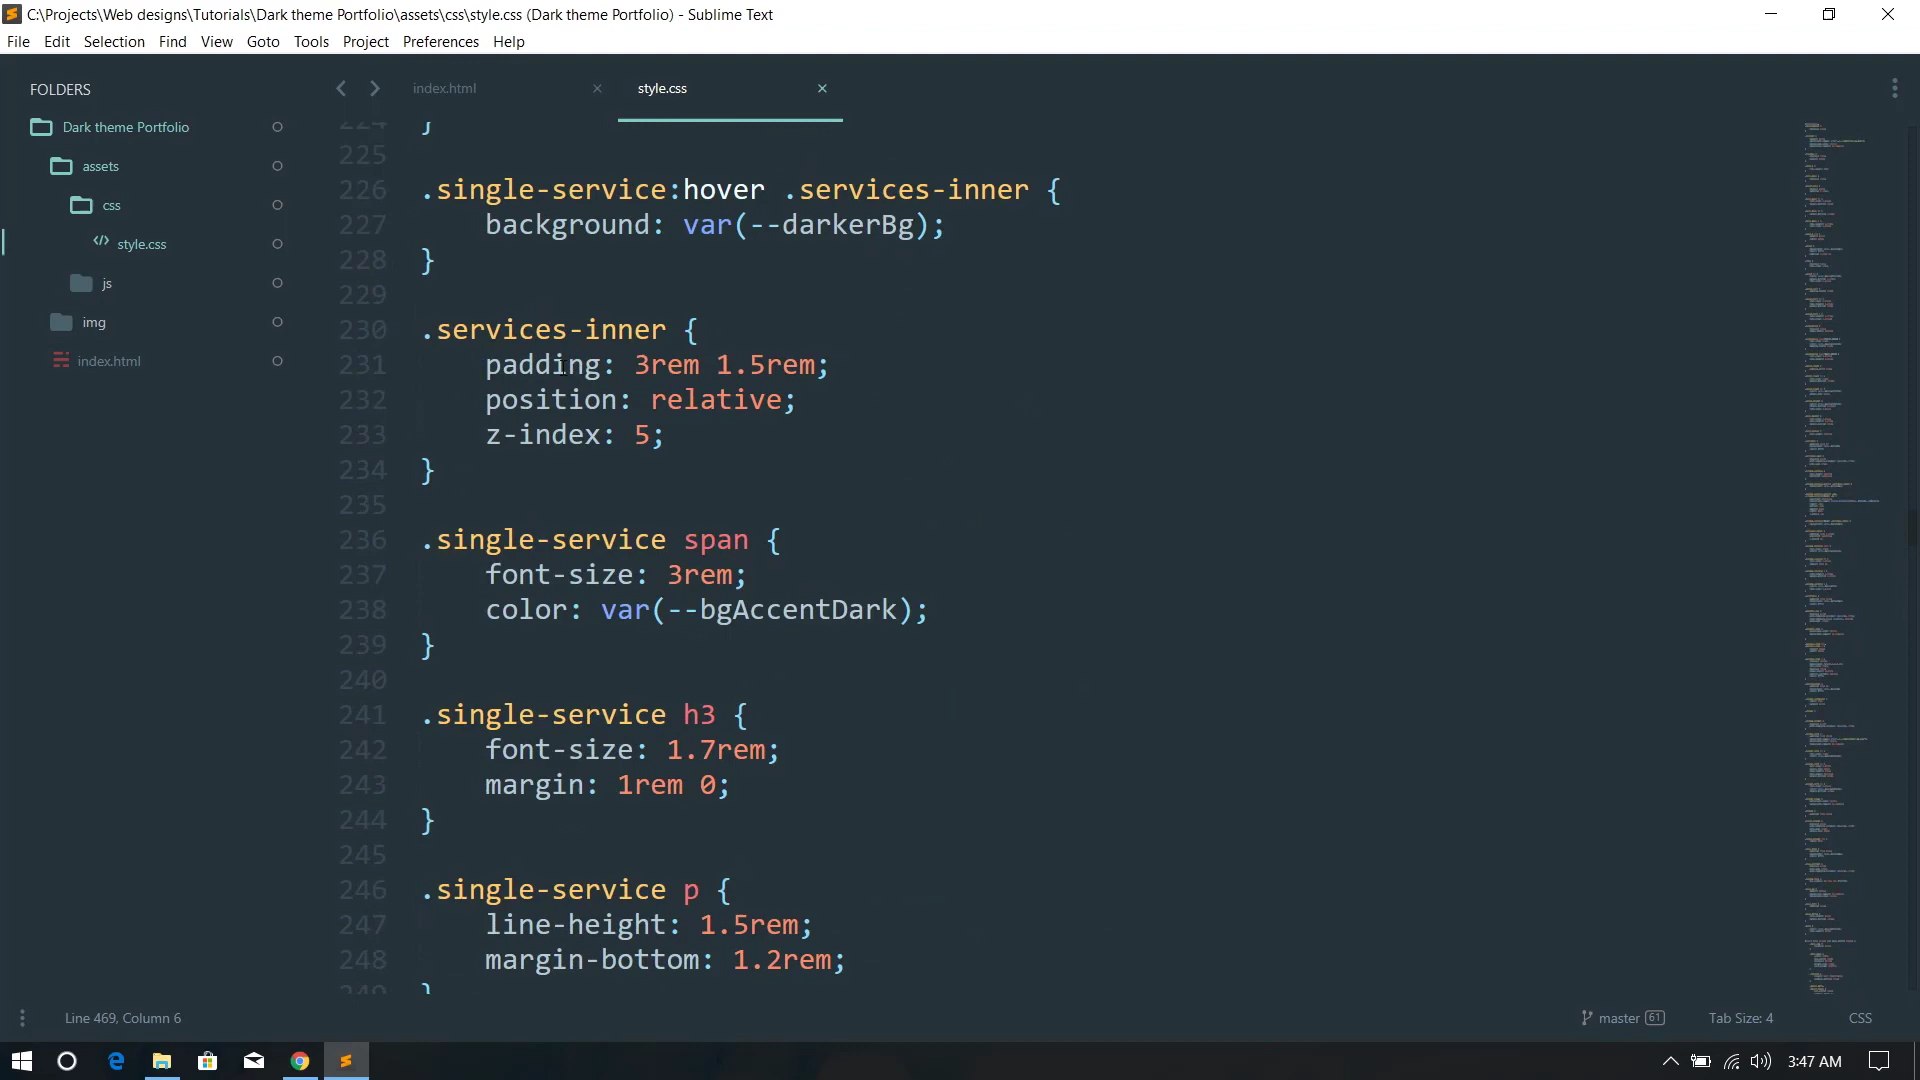 C:\Projects\Web designs\Tutorials\Dark theme Portfolio\assets\css\style.css (Dark theme Portfolio) - Sublime Text
File Edit Selection Find View Goto Tools Project Preferences Help
FOLDERS
Dark theme Portfolio
assets
css
style.css
js
img
index.html
index.html style.css
224 }
225
226 .single-service:hover .services-inner {
227 background: var(--darkerBg);
228 }
229
230 .services-inner {
231 padding: 3rem 1.5rem;
232 position: relative;
233 z-index: 5;
234 }
235
236 .single-service span {
237 font-size: 3rem;
238 color: var(--bgAccentDark);
239 }
240
241 .single-service h3 {
242 font-size: 1.7rem;
243 margin: 1rem 0;
244 }
245
246 .single-service p {
247 line-height: 1.5rem;
248 margin-bottom: 1.2rem;
249 }
Line 469, Column 6
master 61 Tab Size: 4 CSS
3:47 AM